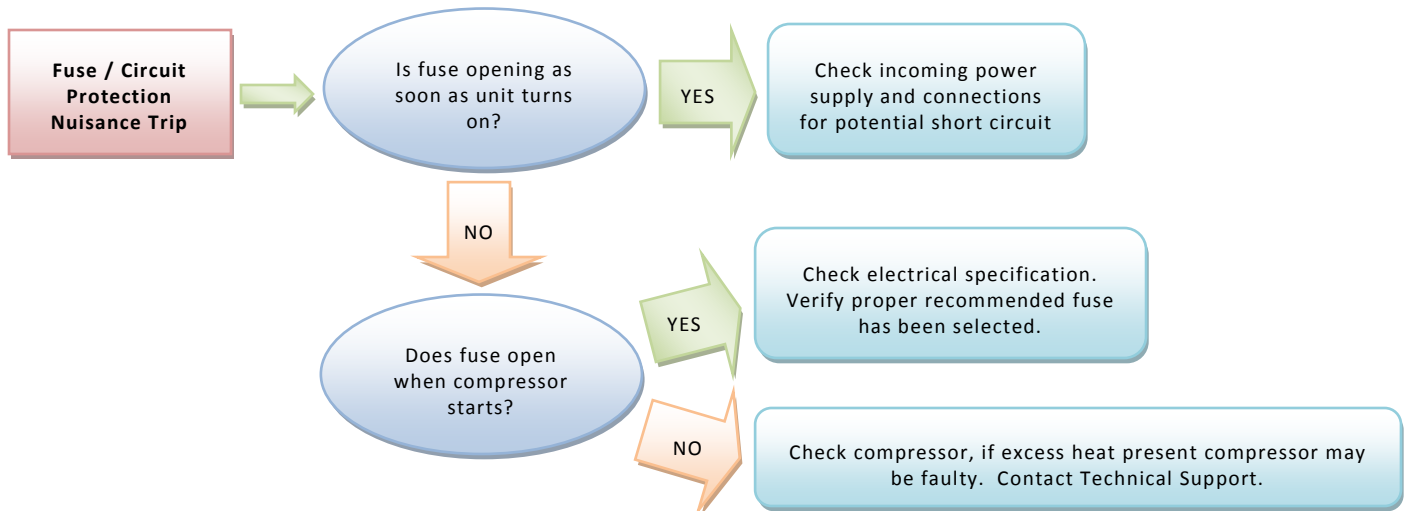 Fuse / Circuit
Protection
Nuisance Trip
Is fuse opening as
soon as unit turns
on?
YES
Check incoming power
supply and connections
for potential short circuit
NO
Does fuse open
when compressor
starts?
YES
Check electrical specification.
Verify proper recommended fuse
has been selected.
NO
Check compressor, if excess heat present compressor may
be faulty. Contact Technical Support.